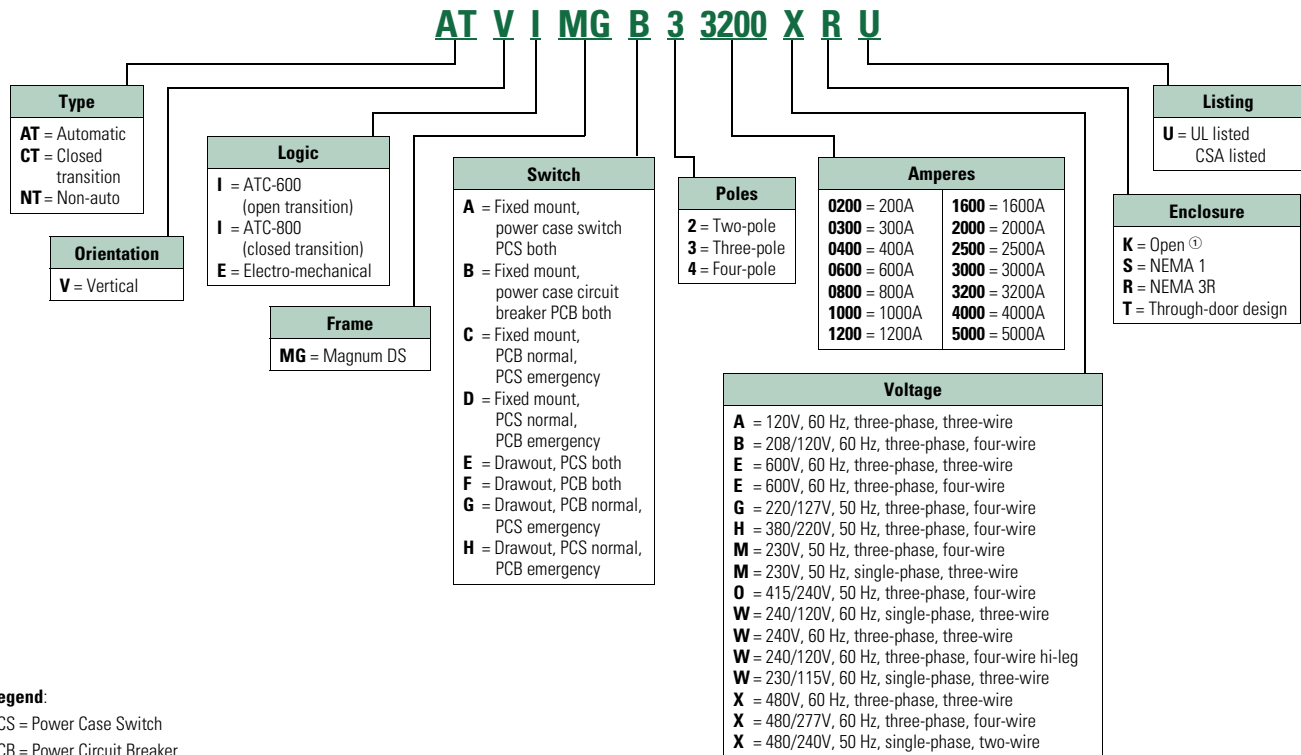 AT V I MG B 3 3200 X R U
Type
AT = Automatic
CT = Closed
transition
NT = Non-auto
Orientation
V = Vertical
Logic
I = ATC-600
(open transition)
I = ATC-800
(closed transition)
E = Electro-mechanical
Frame
MG = Magnum DS
Switch
A = Fixed mount,
power case switch
PCS both
B = Fixed mount,
power case circuit
breaker PCB both
C = Fixed mount,
PCB normal,
PCS emergency
D = Fixed mount,
PCS normal,
PCB emergency
E = Drawout, PCS both
F = Drawout, PCB both
G = Drawout, PCB normal,
PCS emergency
H = Drawout, PCS normal,
PCB emergency
Poles
2 = Two-pole
3 = Three-pole
4 = Four-pole
Amperes
0200 = 200A
0300 = 300A
0400 = 400A
0600 = 600A
0800 = 800A
1000 = 1000A
1200 = 1200A
1600 = 1600A
2000 = 2000A
2500 = 2500A
3000 = 3000A
3200 = 3200A
4000 = 4000A
5000 = 5000A
Voltage
A = 120V, 60 Hz, three-phase, three-wire
B = 208/120V, 60 Hz, three-phase, four-wire
E = 600V, 60 Hz, three-phase, three-wire
E = 600V, 60 Hz, three-phase, four-wire
G = 220/127V, 50 Hz, three-phase, four-wire
H = 380/220V, 50 Hz, three-phase, four-wire
M = 230V, 50 Hz, three-phase, four-wire
M = 230V, 50 Hz, single-phase, three-wire
O = 415/240V, 50 Hz, three-phase, four-wire
W = 240/120V, 60 Hz, single-phase, three-wire
W = 240V, 60 Hz, three-phase, three-wire
W = 240/120V, 60 Hz, three-phase, four-wire hi-leg
W = 230/115V, 60 Hz, single-phase, three-wire
X = 480V, 60 Hz, three-phase, three-wire
X = 480/277V, 60 Hz, three-phase, four-wire
X = 480/240V, 50 Hz, single-phase, two-wire
Enclosure
K = Open ①
S = NEMA 1
R = NEMA 3R
T = Through-door design
Listing
U = UL listed
CSA listed
egend:
CS = Power Case Switch
CB = Power Circuit Breaker